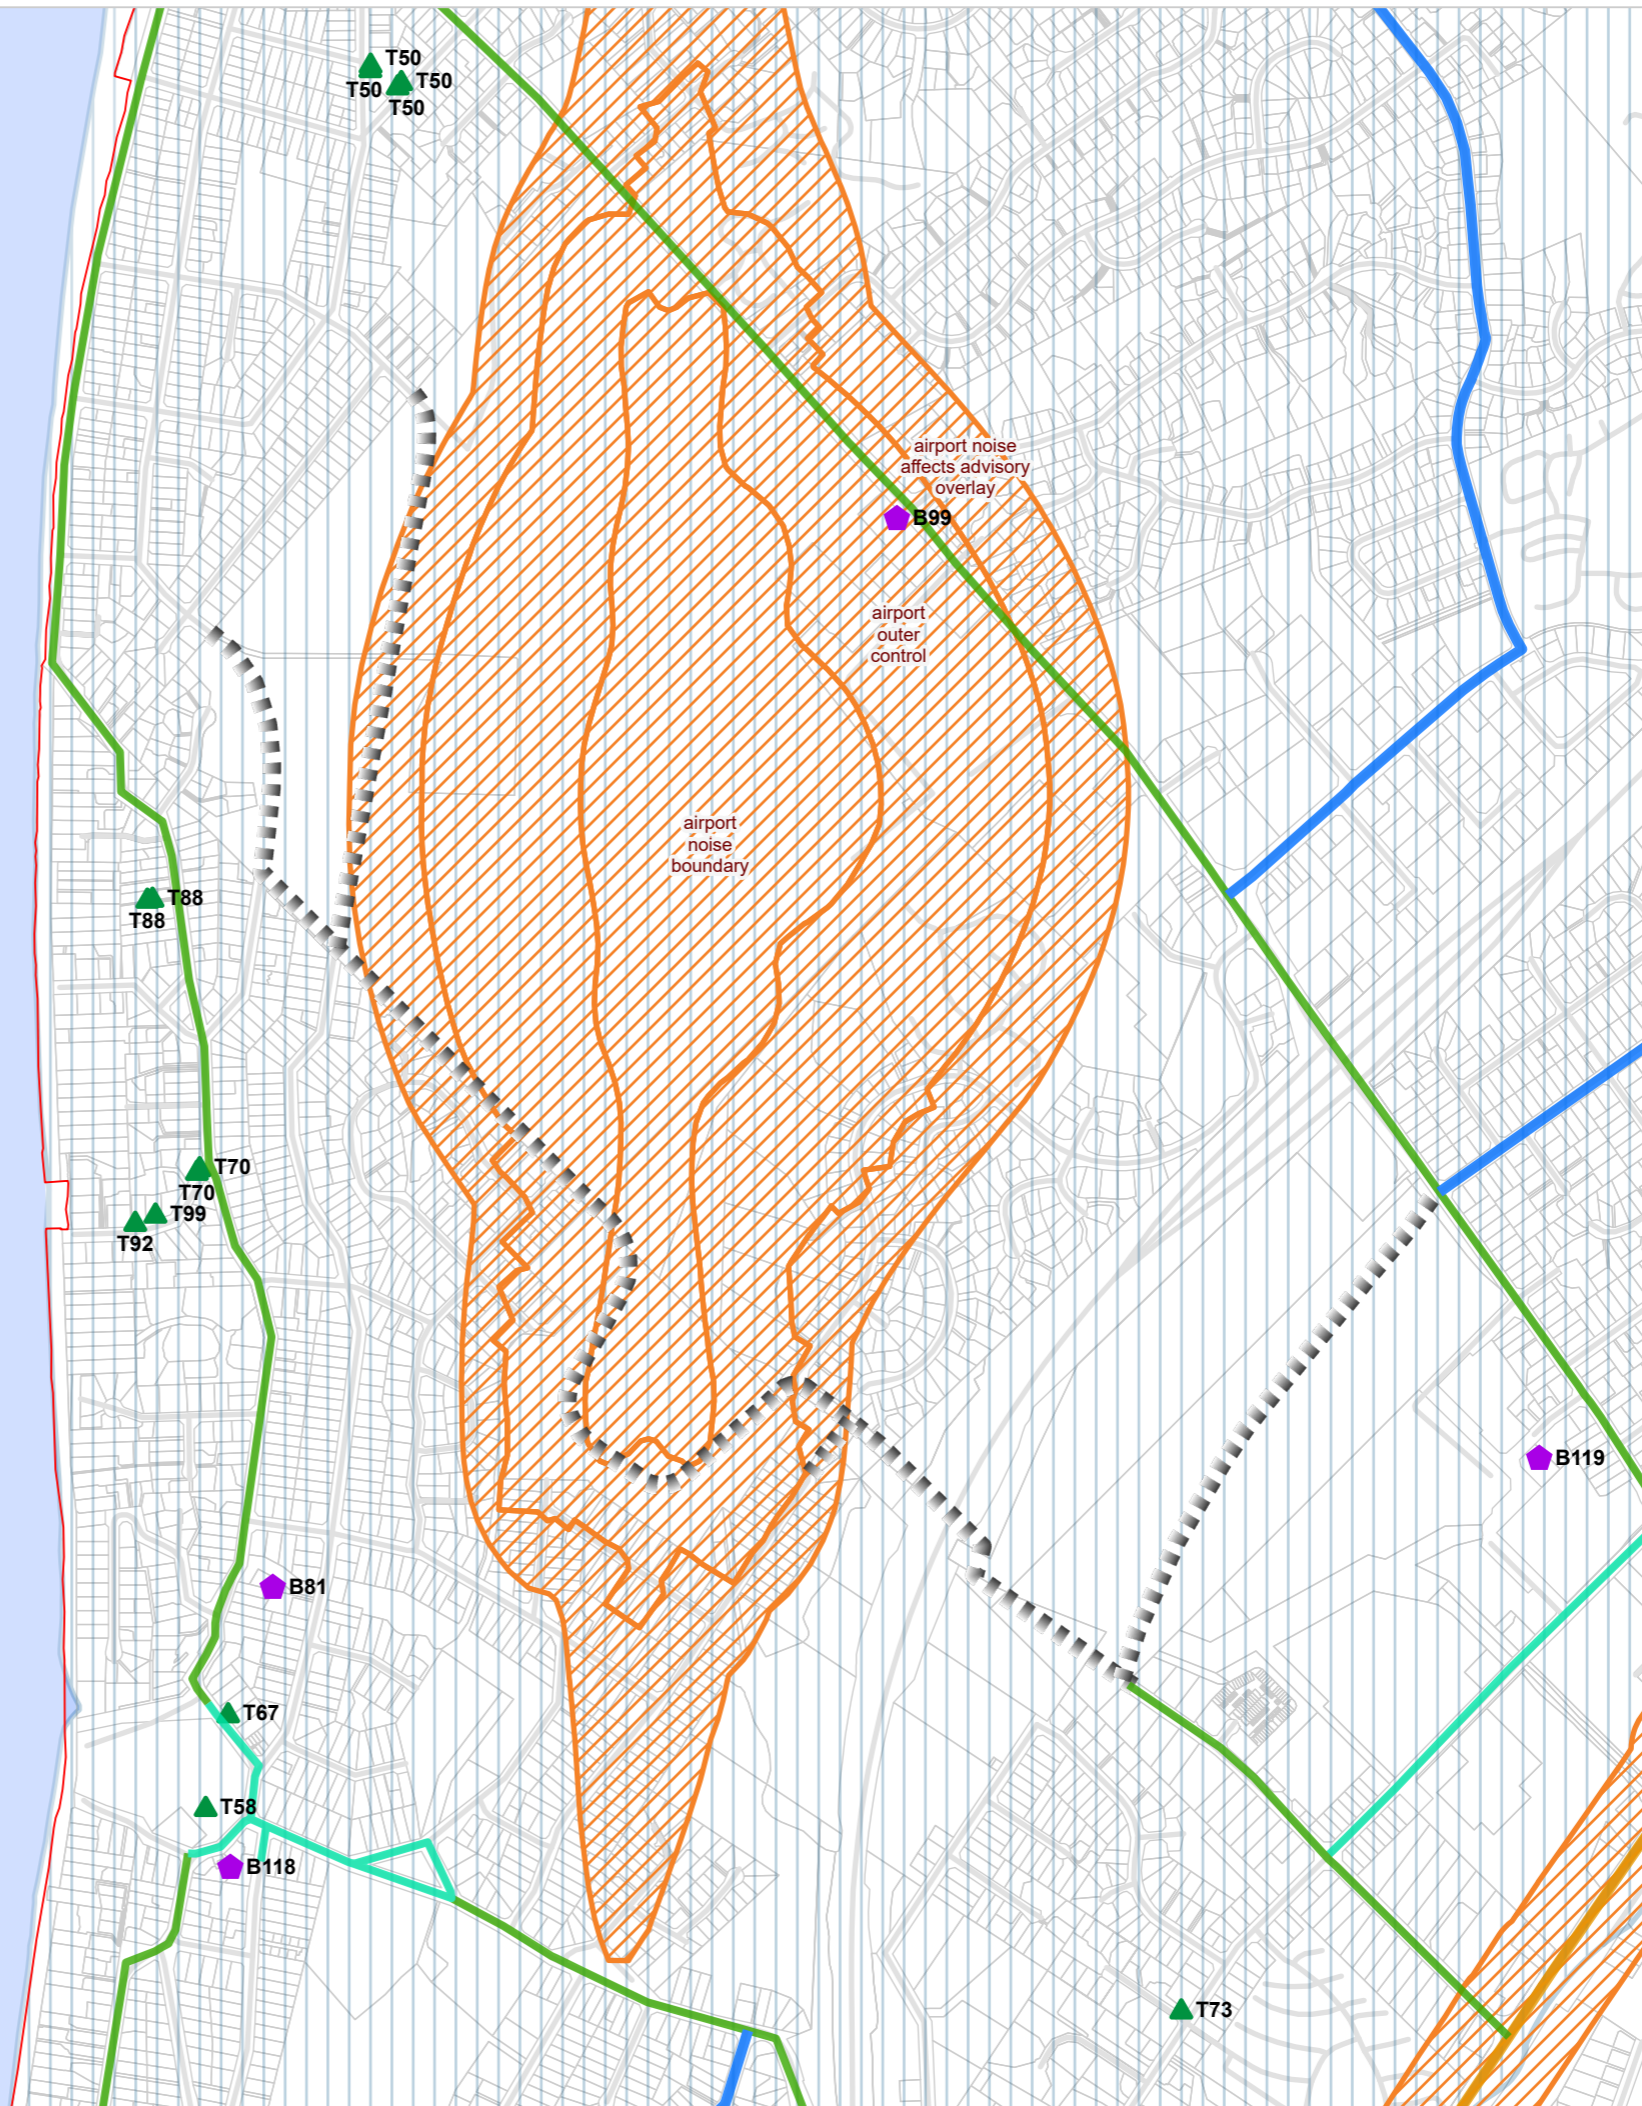 T50
T50
T50
T50
airport noise
affects advisory
overlay
B99
airport
outer
control
airport
noise
boundary
T88
T88
T70
T70
T99
T92
B119
B81
T67
T58
B118
T73